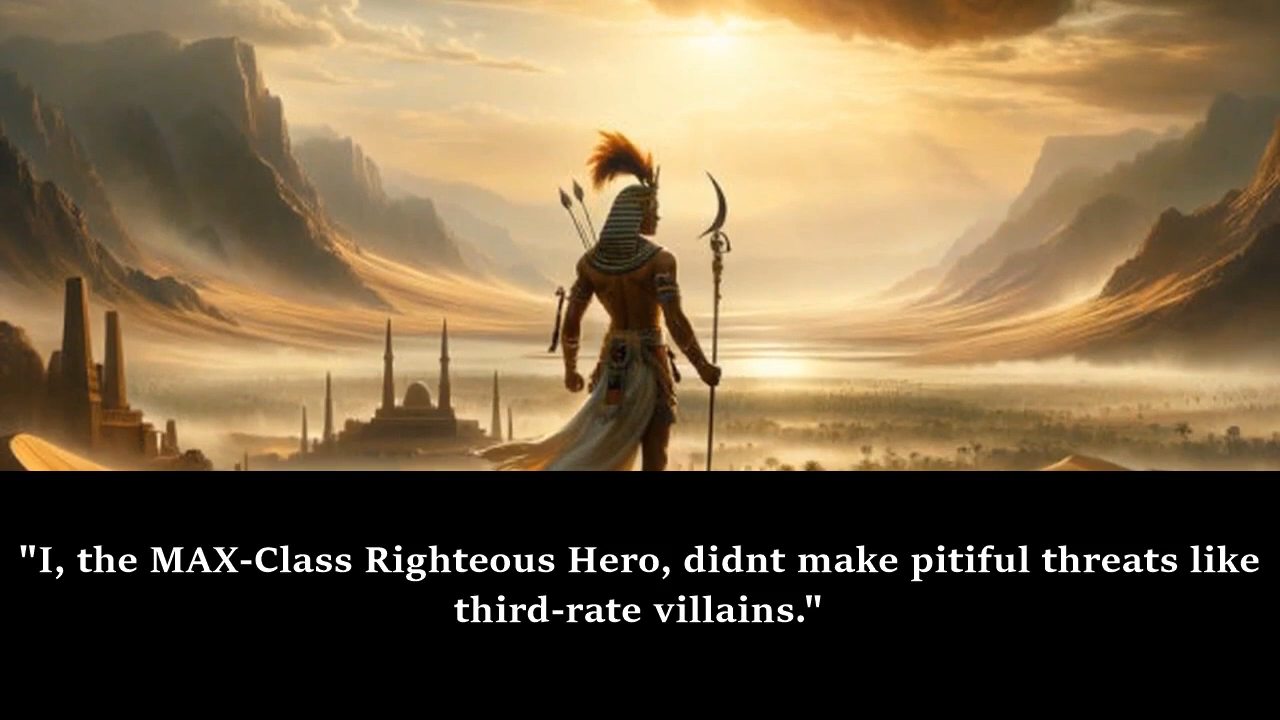 "I, the MAX-Class Righteous Hero, didnt make pitiful threats like
third-rate villains."